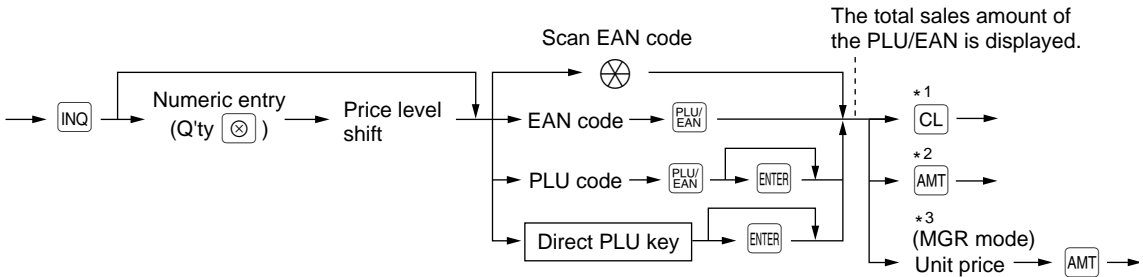 The total sales amount of
the PLU/EAN is displayed.
Scan EAN code
INQ
Numeric entry
(Q'ty ⊗ )
Price level
shift
EAN code
PLU/
EAN
PLU code
PLU/
EAN
ENTER
Direct PLU key
ENTER
*1
CL
*2
AMT
*3
(MGR mode)
Unit price
AMT